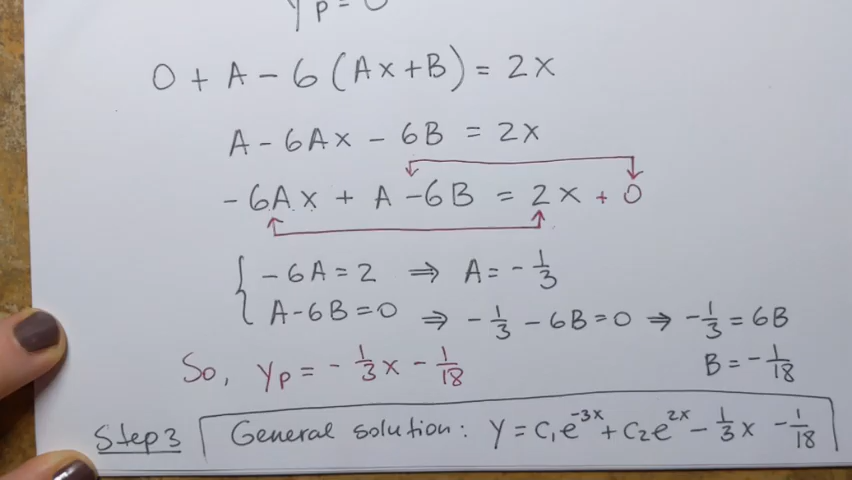 yp = 0
0 + A - 6 (Ax+B) = 2x
A - 6Ax - 6B = 2x
-6Ax + A -6B = 2x + 0
{ -6A = 2 ⇒ A = -1/3
A-6B=0 ⇒ -1/3 - 6B = 0 ⇒ -1/3 = 6B
So, yp = - 1/3 x - 1/18 B = -1/18
Step 3 General solution: y = c₁e^-3x + c₂e^2x - 1/3 x - 1/18